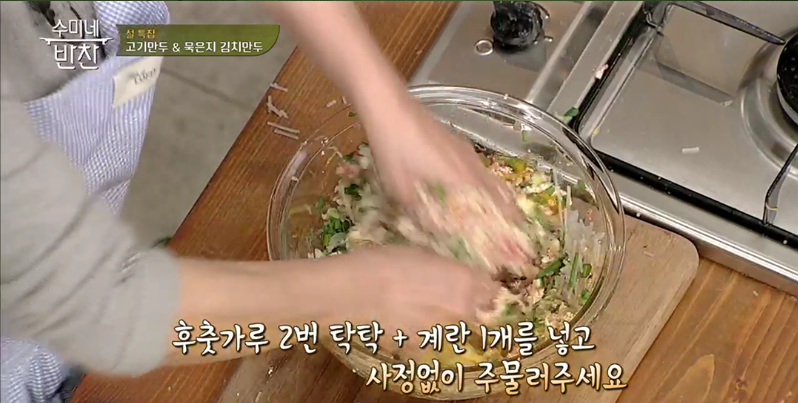 수미네
반찬
설 특집
고기만두 & 묵은지 김치만두
후춧가루 2번 탁탁 + 계란 1개를 넣고
사정없이 주물러주세요